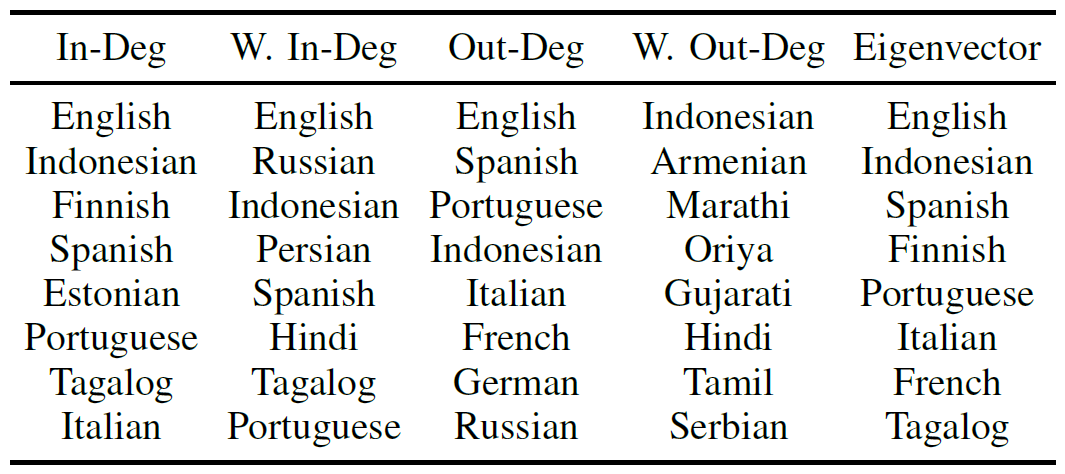 In-Deg W. In-Deg Out-Deg W. Out-Deg Eigenvector
English English English Indonesian English
Indonesian Russian Spanish Armenian Indonesian
Finnish Indonesian Portuguese Marathi Spanish
Spanish Persian Indonesian Oriya Finnish
Estonian Spanish Italian Gujarati Portuguese
Portuguese Hindi French Hindi Italian
Tagalog Tagalog German Tamil French
Italian Portuguese Russian Serbian Tagalog